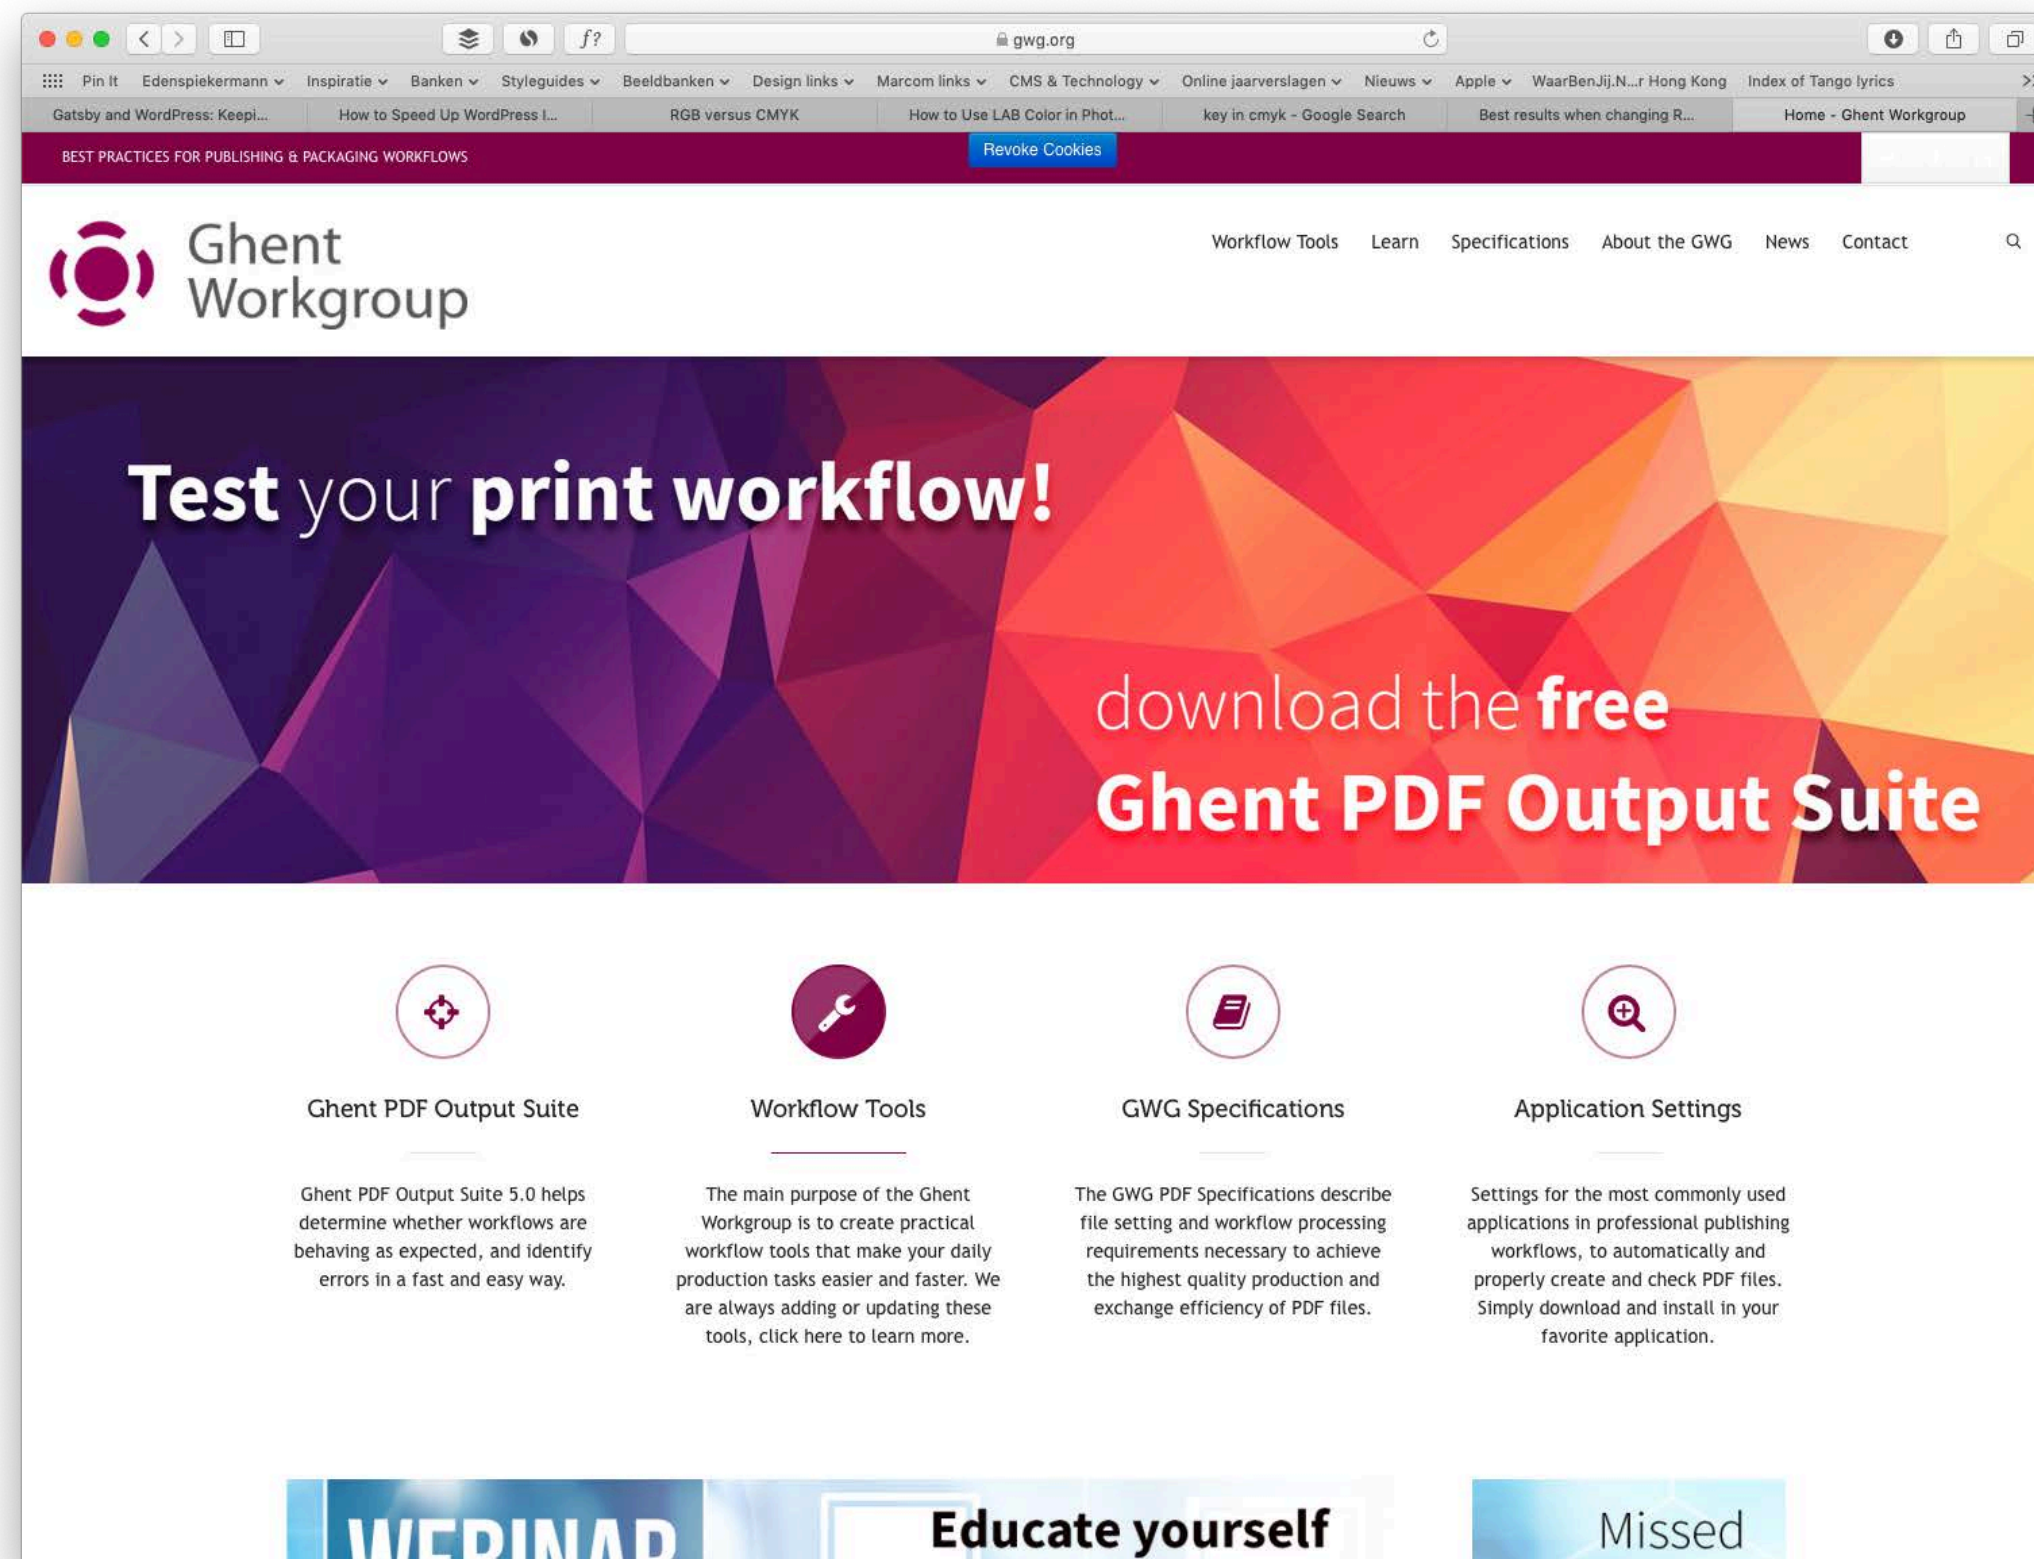 f?
gwg.org
Pin It Edenspiekermann Inspiratie Banken Styleguides Beeldbanken Design links Marcom links CMS & Technology Online jaarverslagen Nieuws Apple WaarBenJij.N...r Hong Kong Index of Tango lyrics
Gatsby and WordPress: Keepi... How to Speed Up WordPress I... RGB versus CMYK How to Use LAB Color in Phot... key in cmyk - Google Search Best results when changing R... Home - Ghent Workgroup
BEST PRACTICES FOR PUBLISHING & PACKAGING WORKFLOWS
Revoke Cookies
Ghent
Workgroup
Workflow Tools Learn Specifications About the GWG News Contact
Test your print workflow!
download the free
Ghent PDF Output Suite
Ghent PDF Output Suite
Ghent PDF Output Suite 5.0 helps
determine whether workflows are
behaving as expected, and identify
errors in a fast and easy way.
Workflow Tools
The main purpose of the Ghent
Workgroup is to create practical
workflow tools that make your daily
production tasks easier and faster. We
are always adding or updating these
tools, click here to learn more.
GWG Specifications
The GWG PDF Specifications describe
file setting and workflow processing
requirements necessary to achieve
the highest quality production and
exchange efficiency of PDF files.
Application Settings
Settings for the most commonly used
applications in professional publishing
workflows, to automatically and
properly create and check PDF files.
Simply download and install in your
favorite application.
WEBINAR
Educate yourself
Missed